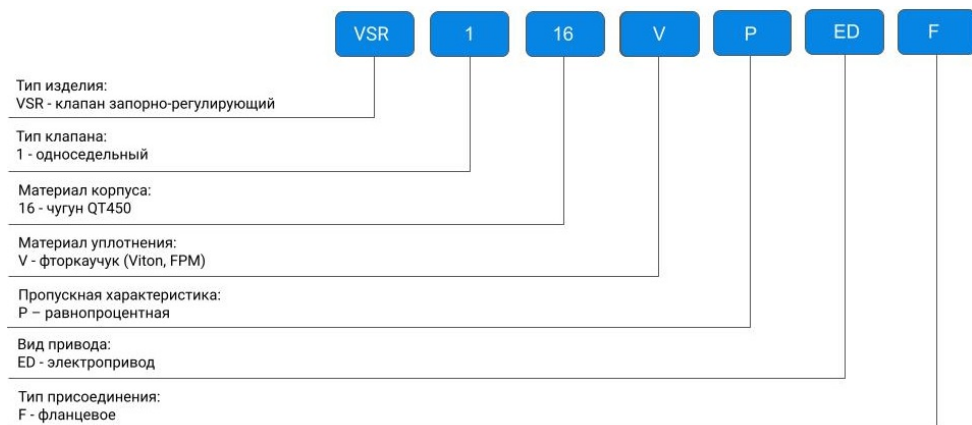 VSR 1 16 V P ED F
Тип изделия:
VSR - клапан запорно-регулирующий
Тип клапана:
1 - односедельный
Материал корпуса:
16 - чугун QT450
Материал уплотнения:
V - фторкаучук (Viton, FPM)
Пропускная характеристика:
P – равнопроцентная
Вид привода:
ED - электропривод
Тип присоединения:
F - фланцевое